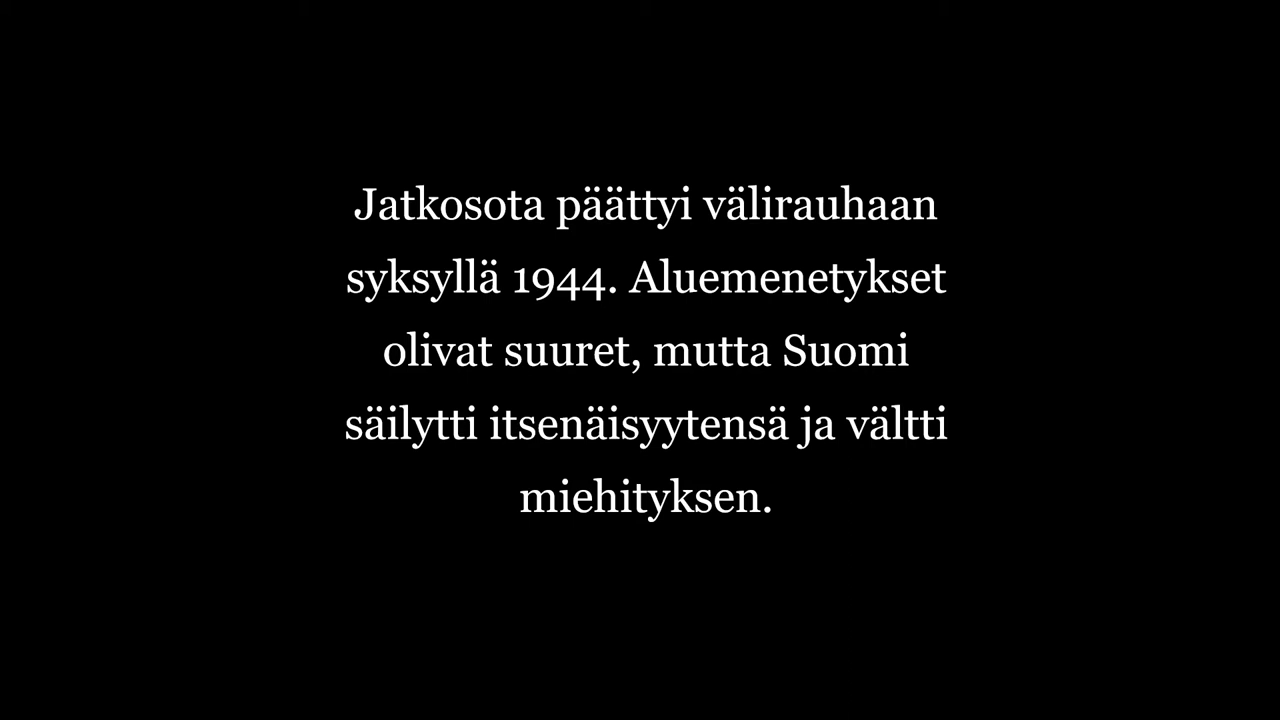 Jatkosota päättyi välirauhaan
syksyllä 1944. Aluemenetykset
olivat suuret, mutta Suomi
säilytti itsenäisyytensä ja vältti
miehityksen.